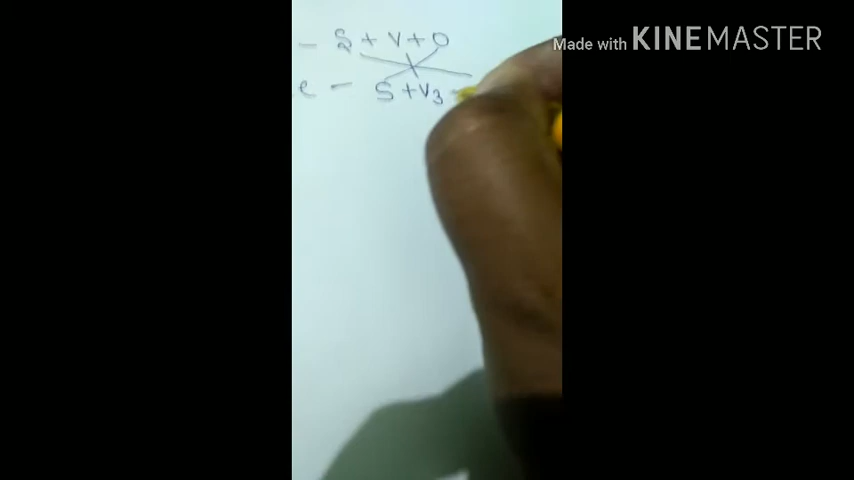 - S + V + O
e - S + V3
Made with KINEMASTER